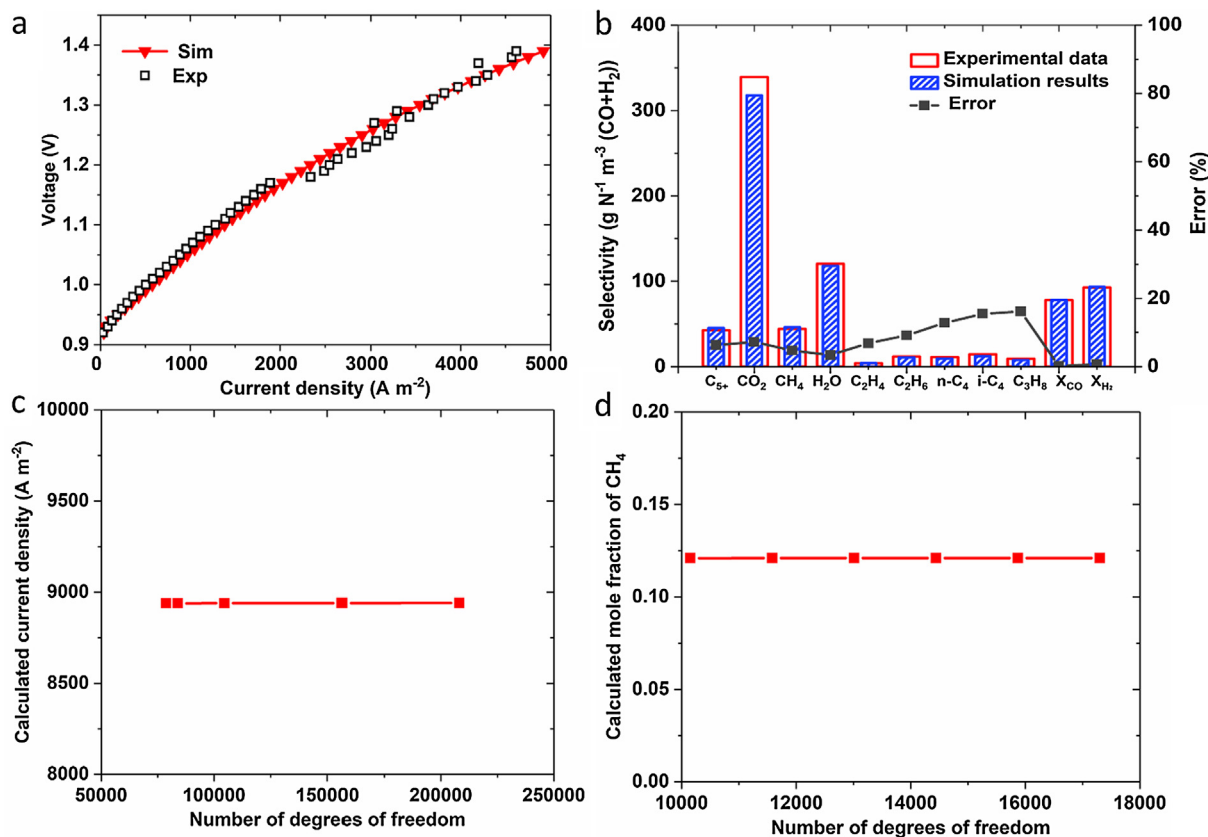 a
Sim
Exp
1.4
1.3
1.2
1.1
1.0
0.9
Voltage (V)
0
1000
2000
3000
4000
5000
Current density (A m⁻²)
b
Experimental data
Simulation results
Error
400
300
200
100
0
Selectivity (g N⁻¹ m⁻³ (CO+H₂))
100
80
60
40
20
0
Error (%)
C₅₊
CO₂
CH₄
H₂O
C₂H₄
C₂H₆
n-C₄
i-C₄
C₃H₈
X_CO
X_H₂
c
10000
9500
9000
8500
8000
Calculated current density (A m⁻²)
50000
100000
150000
200000
250000
Number of degrees of freedom
d
0.20
0.15
0.10
0.05
0.00
Calculated mole fraction of CH₄
10000
12000
14000
16000
18000
Number of degrees of freedom